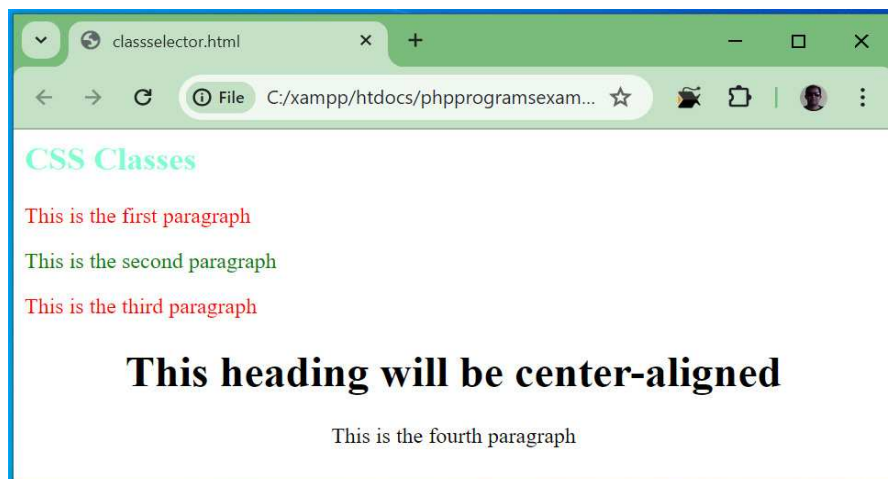 classselector.html
File C:/xampp/htdocs/phpprogramsexam...
CSS Classes
This is the first paragraph
This is the second paragraph
This is the third paragraph
This heading will be center-aligned
This is the fourth paragraph